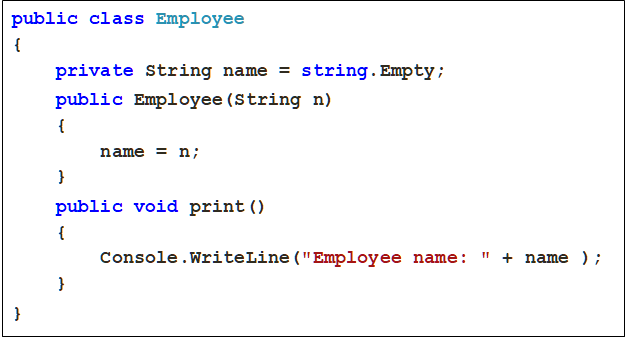 public class Employee
{
    private String name = string.Empty;
    public Employee(String n)
    {
        name = n;
    }
    public void print()
    {
        Console.WriteLine("Employee name: " + name );
    }
}